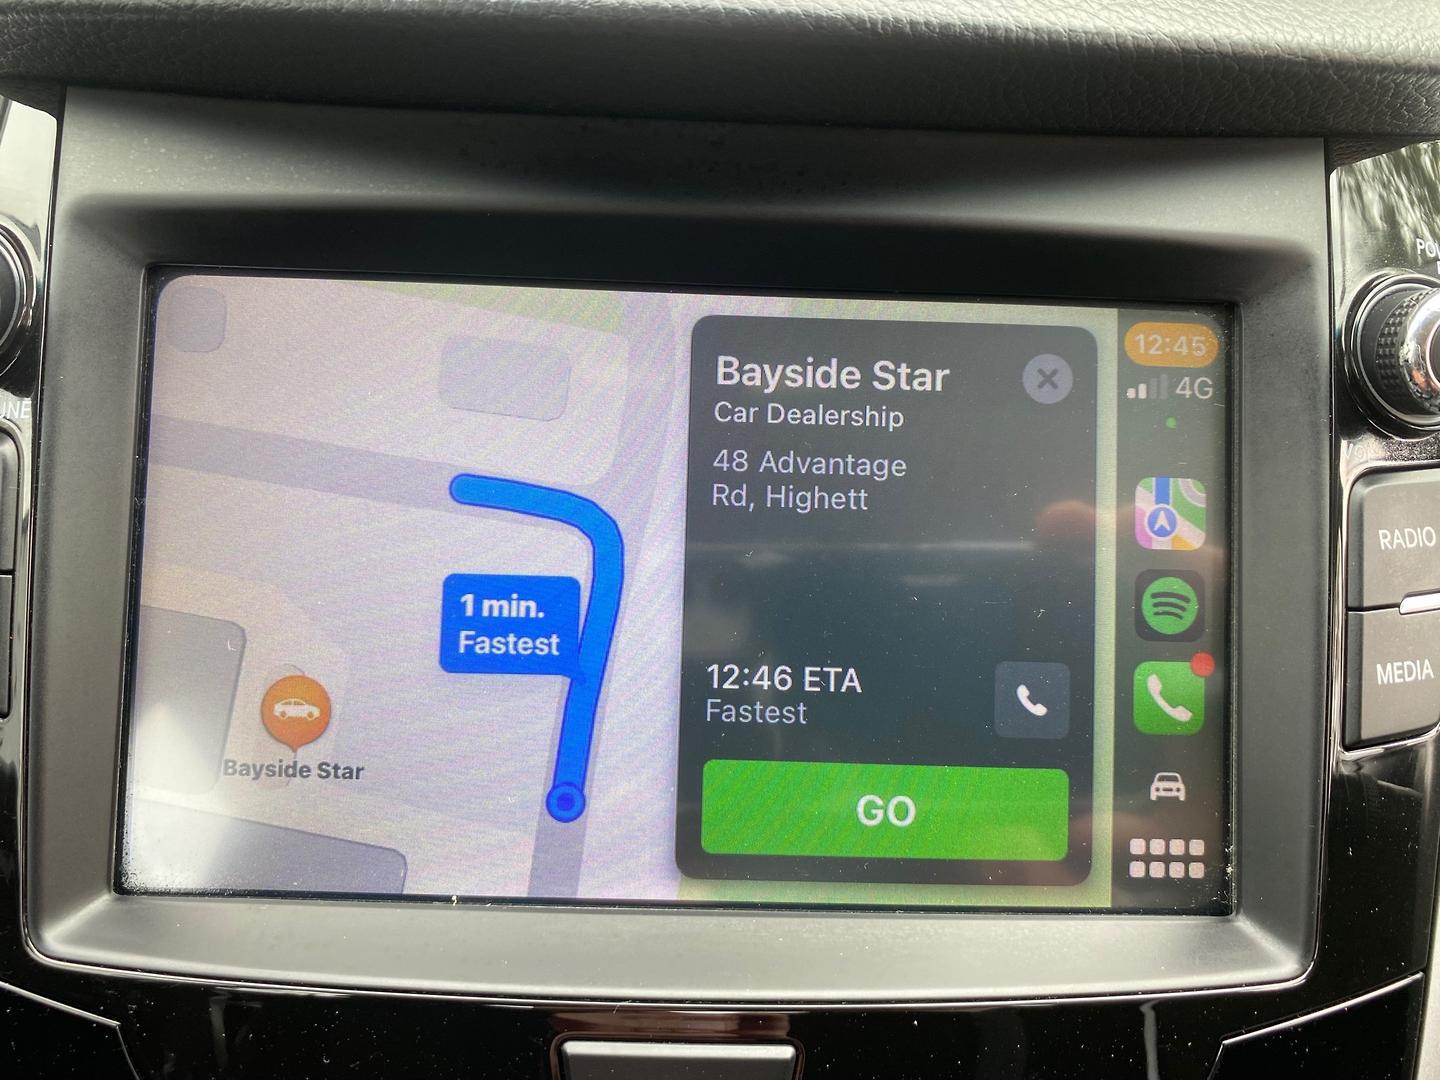 Bayside Star
Car Dealership
48 Advantage
Rd, Highett
12:46 ETA
Fastest
GO
1 min.
Fastest
Bayside Star
12:45
4G
RADIO
MEDIA